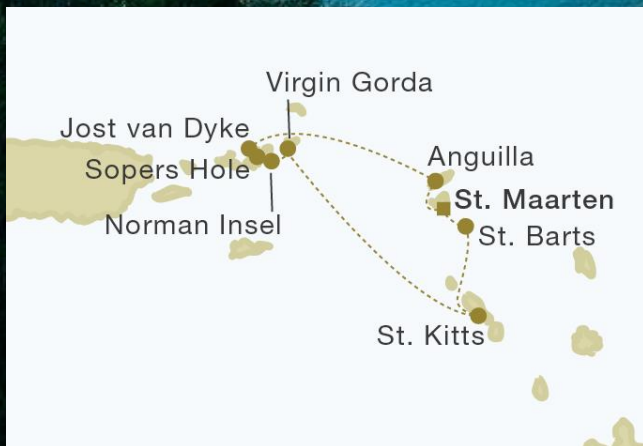 Virgin Gorda
Jost van Dyke
Sopers Hole
Norman Insel
Anguilla
St. Maarten
St. Barts
St. Kitts